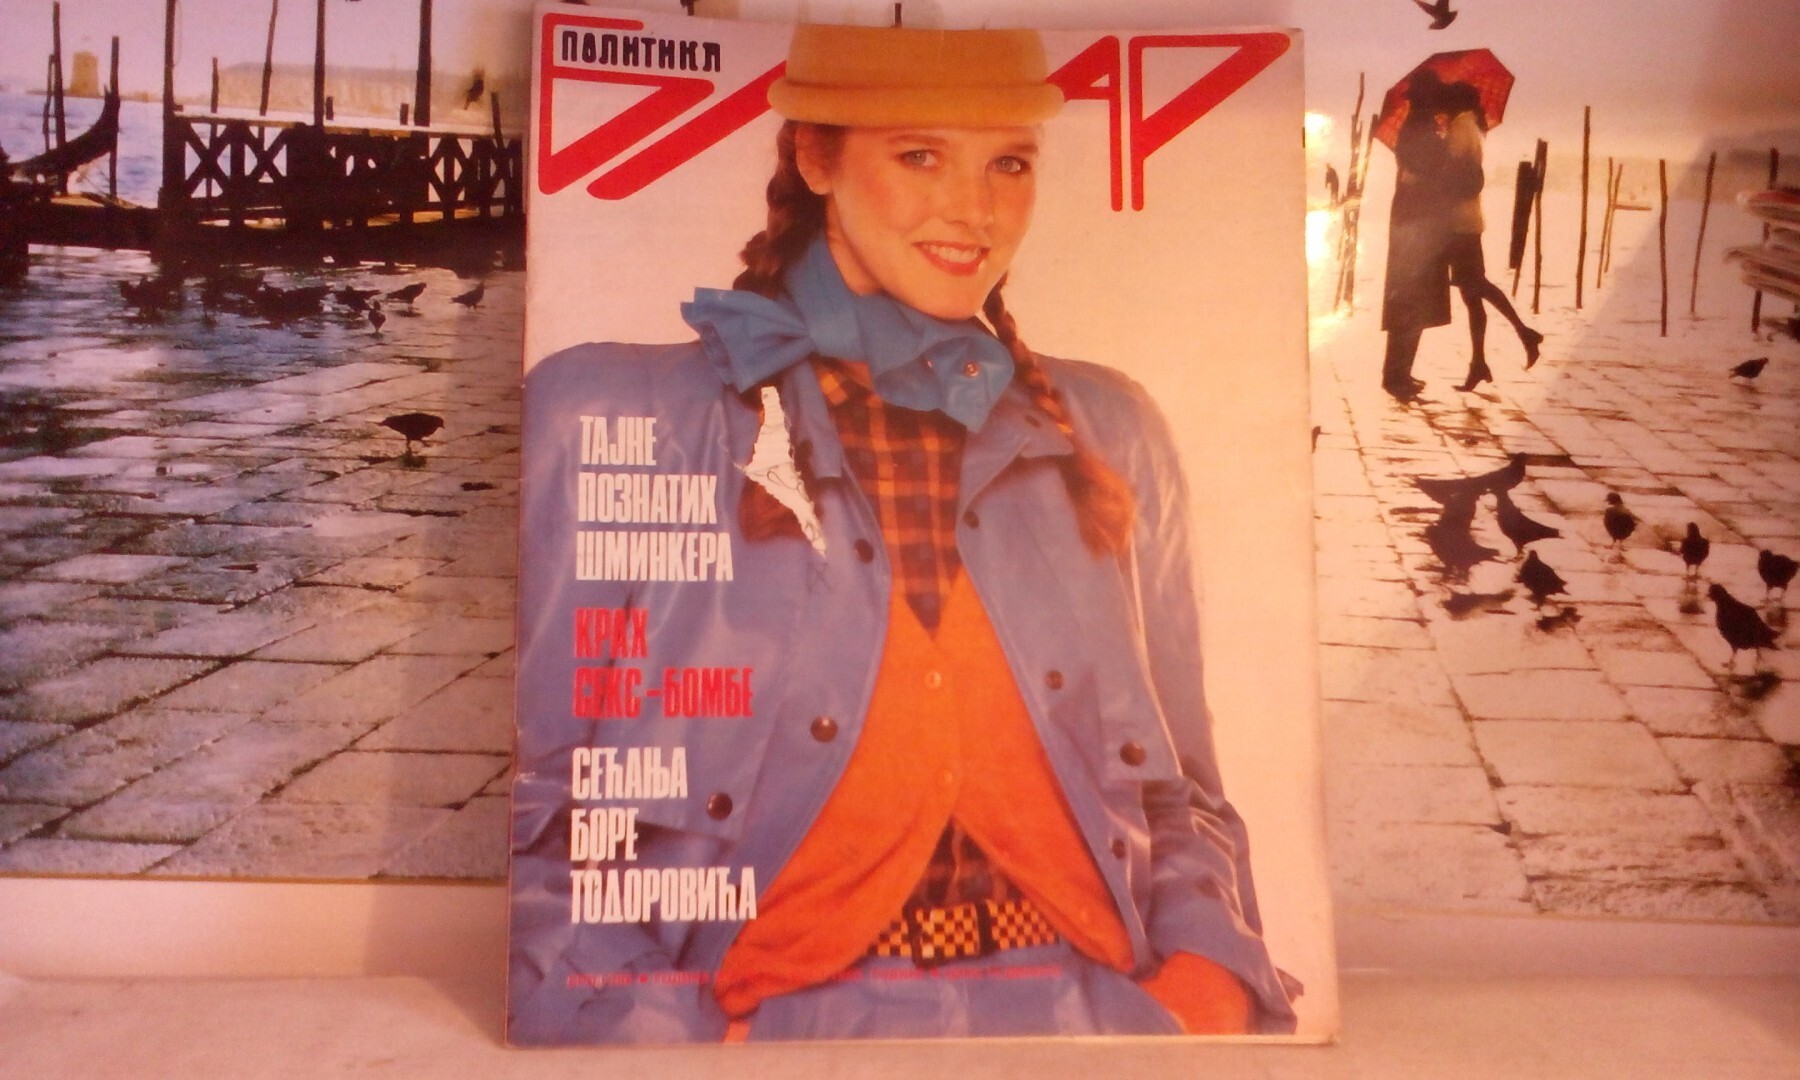 ПОЛИТИКА
БАЗАР
ТАЈНЕ
ПОЗНАТИХ
ШМИНКЕРА
КРАХ
СЕКС-БОМБЕ
СЕЋАЊА
БОРЕ
ТОДОРОВИЋА